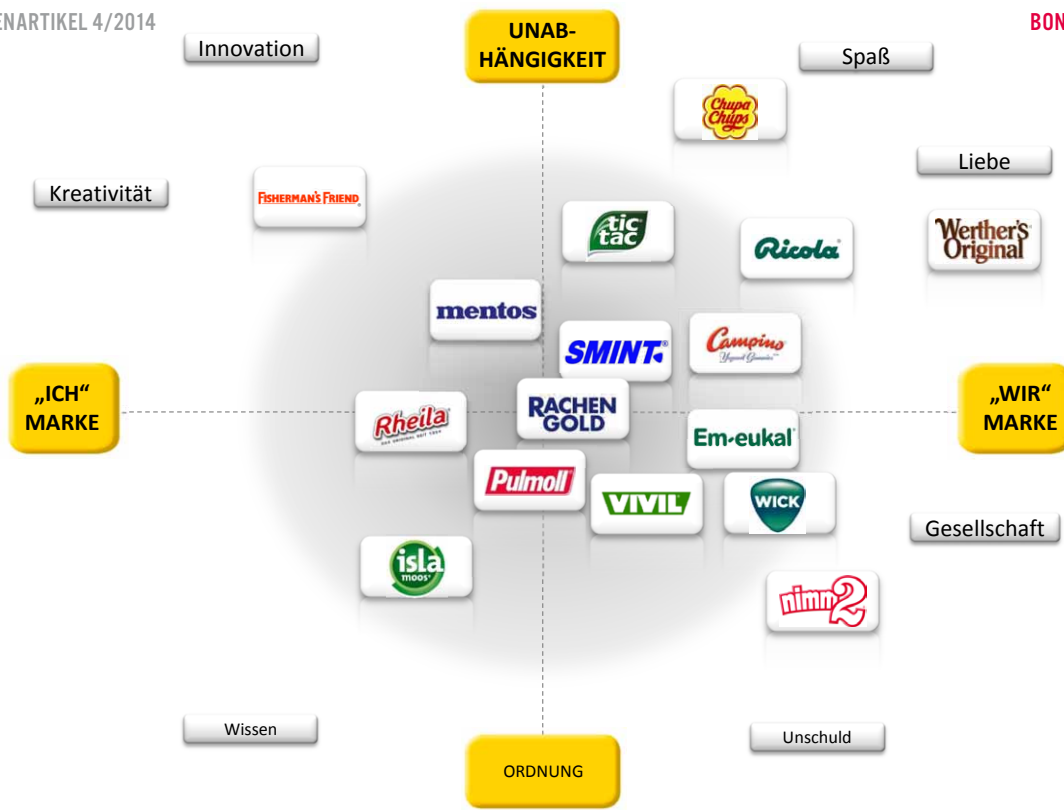 ENARTIKEL 4/2014
BON
Innovation
UNAB-
HÄNGIGKEIT
Spaß
Chupa
Chups
Liebe
Kreativität
FISHERMAN'S FRIEND
tic
tac
Ricola
Werther's
Original
mentos
SMINT
Campino
„ICH“
MARKE
Rheila
RACHEN
GOLD
Em-eukal
„WIR“
MARKE
Pulmoll
VIVIL
WICK
Gesellschaft
isla
moos
nimm2
Wissen
Unschuld
ORDNUNG